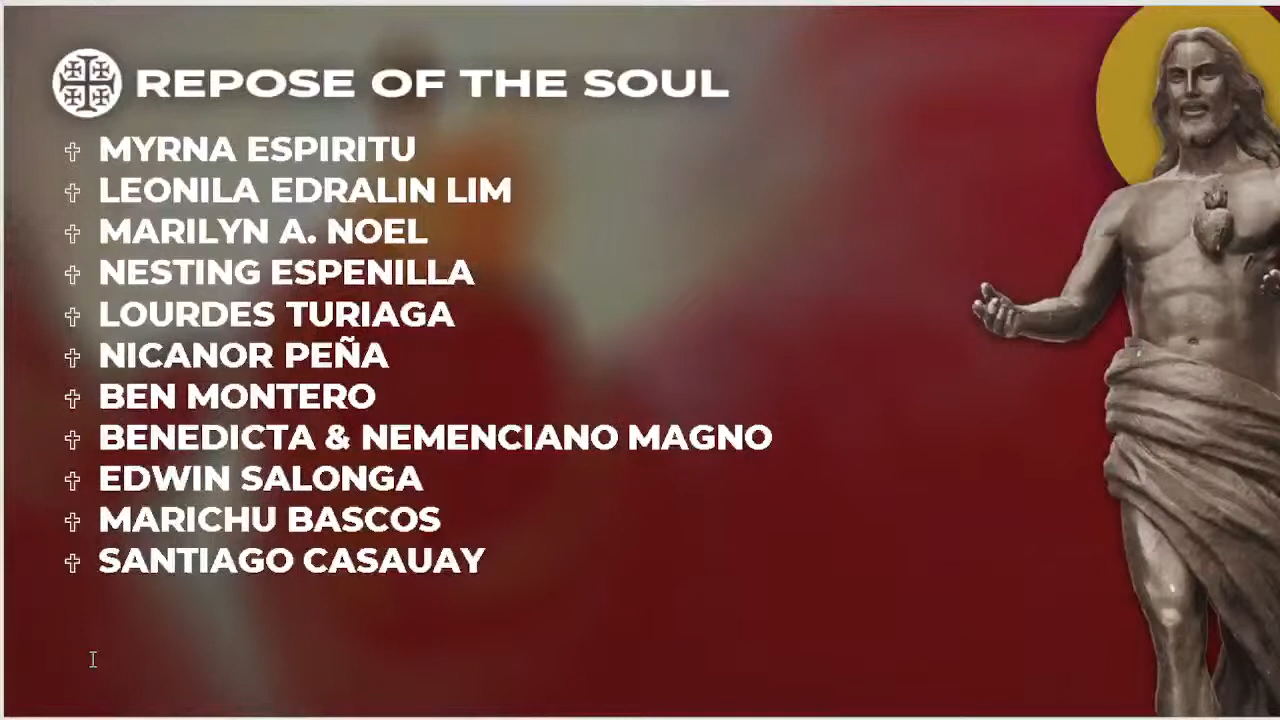 REPOSE OF THE SOUL
✞ MYRNA ESPIRITU
✞ LEONILA EDRALIN LIM
✞ MARILYN A. NOEL
✞ NESTING ESPENILLA
✞ LOURDES TURIAGA
✞ NICANOR PEÑA
✞ BEN MONTERO
✞ BENEDICTA & NEMENCIANO MAGNO
✞ EDWIN SALONGA
✞ MARICHU BASCOS
✞ SANTIAGO CASAUAY